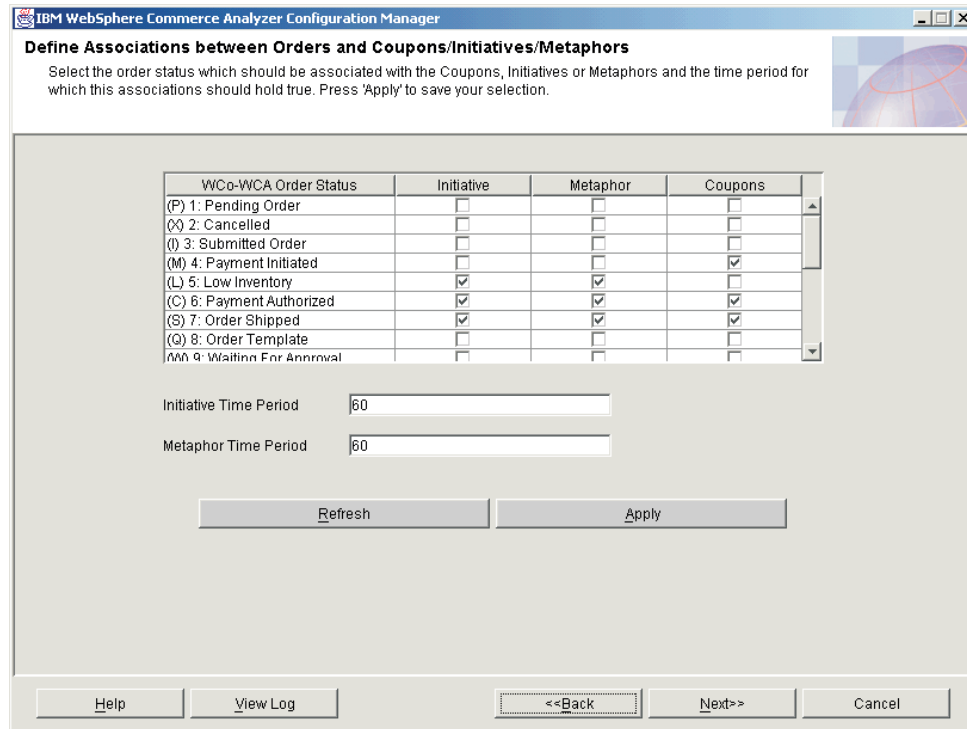 IBM WebSphere Commerce Analyzer Configuration Manager
Define Associations between Orders and Coupons/Initiatives/Metaphors
Select the order status which should be associated with the Coupons, Initiatives or Metaphors and the time period for
which this associations should hold true. Press 'Apply' to save your selection.
WCo-WCA Order Status Initiative Metaphor Coupons
(P) 1: Pending Order
(X) 2: Cancelled
(I) 3: Submitted Order
(M) 4: Payment Initiated
(L) 5: Low Inventory
(C) 6: Payment Authorized
(S) 7: Order Shipped
(Q) 8: Order Template
(W) 9: Waiting For Approval
Initiative Time Period 60
Metaphor Time Period 60
Refresh Apply
Help View Log <<Back Next>> Cancel